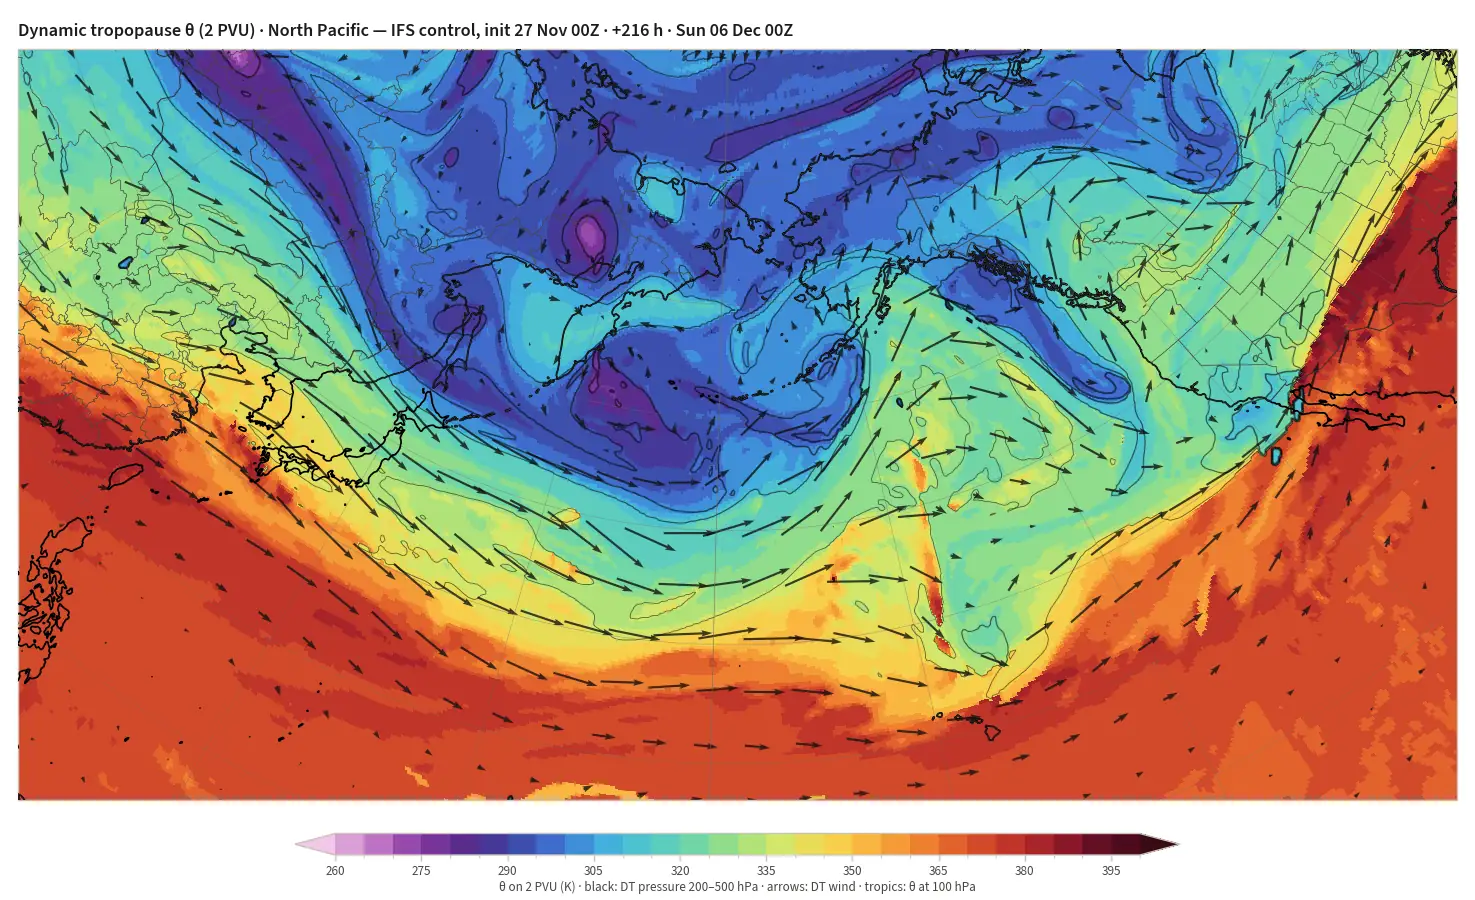 Dynamic tropopause θ (2 PVU) · North Pacific — IFS control, init 27 Nov 00Z · +216 h · Sun 06 Dec 00Z
260 275 290 305 320 335 350 365 380 395
θ on 2 PVU (K) · black: DT pressure 200–500 hPa · arrows: DT wind · tropics: θ at 100 hPa